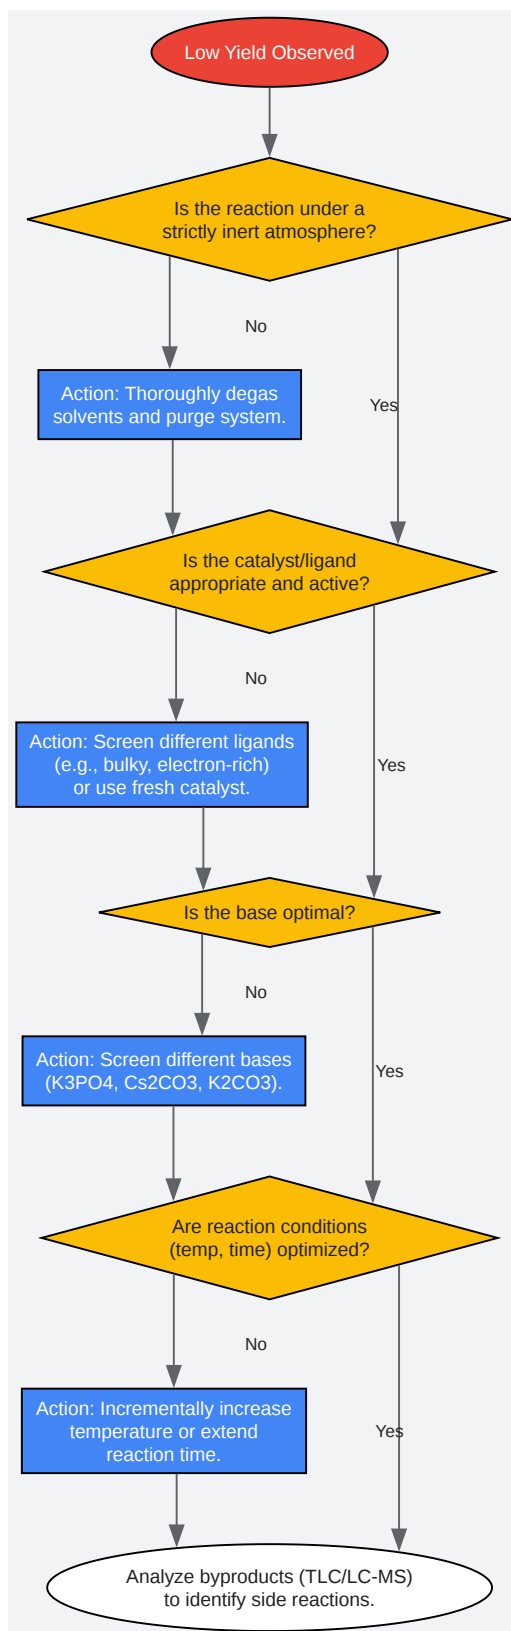 Low Yield Observed
Is the reaction under a
strictly inert atmosphere?
No
Action: Thoroughly degas
solvents and purge system.
Yes
Is the catalyst/ligand
appropriate and active?
No
Action: Screen different ligands
(e.g., bulky, electron-rich)
or use fresh catalyst.
Yes
Is the base optimal?
No
Action: Screen different bases
(K3PO4, Cs2CO3, K2CO3).
Yes
Are reaction conditions
(temp, time) optimized?
No
Action: Incrementally increase
temperature or extend
reaction time.
Yes
Analyze byproducts (TLC/LC-MS)
to identify side reactions.